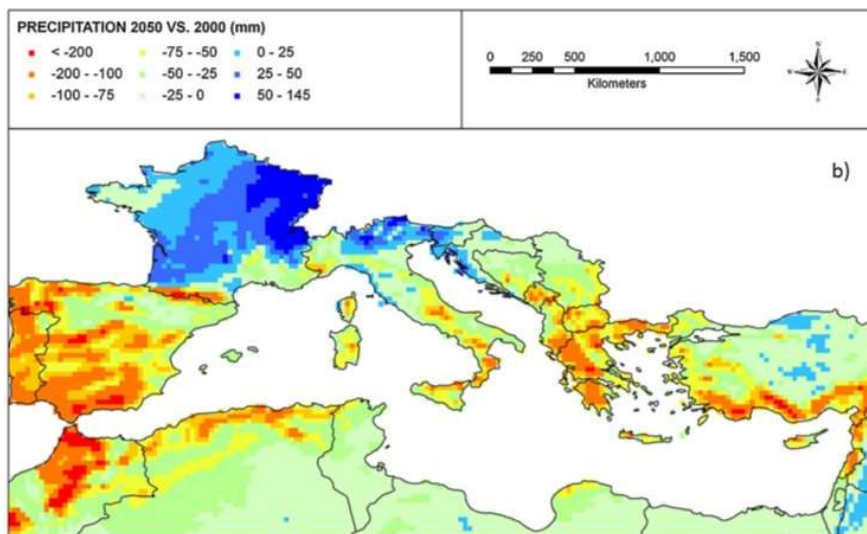 PRECIPITATION 2050 VS. 2000 (mm)
< -200
-200 - -100
-100 - -75
-75 - -50
-50 - -25
-25 - 0
0 - 25
25 - 50
50 - 145
0 250 500 1,000 1,500
Kilometers
N
W E
S
b)